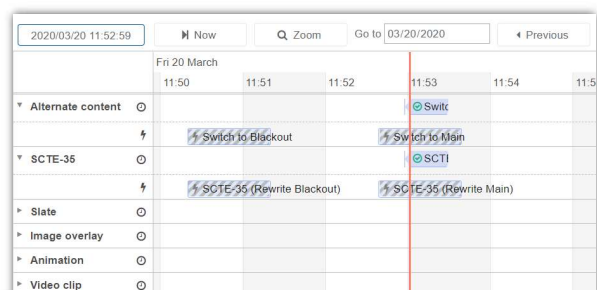 2020/03/20 11:52:59 Now Zoom Go to 03/20/2020 Previous
Fri 20 March
11:50 11:51 11:52 11:53 11:54 11:5
Alternate content Switc
Switch to Blackout Switch to Main
SCTE-35 SCTI
SCTE-35 (Rewrite Blackout) SCTE-35 (Rewrite Main)
Slate
Image overlay
Animation
Video clip